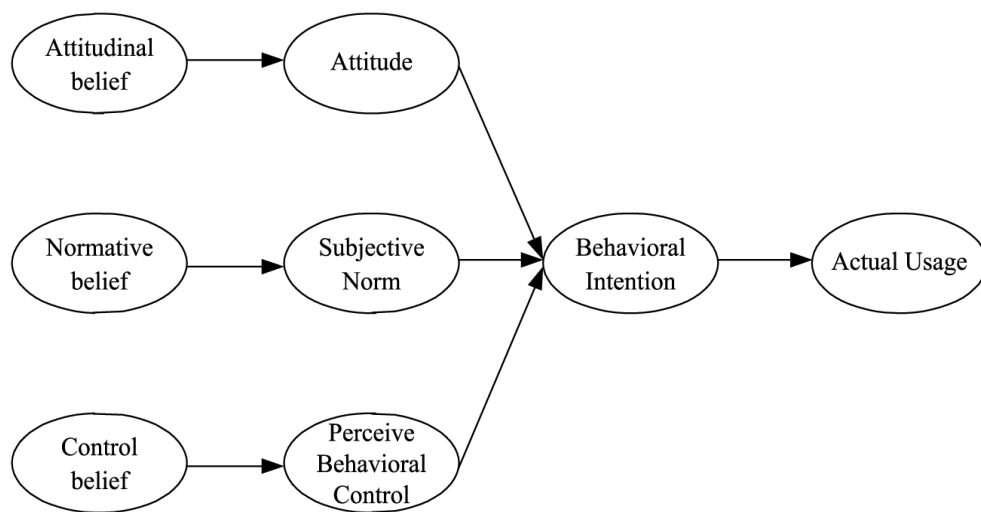 Attitudinal
belief
Attitude
Normative
belief
Subjective
Norm
Behavioral
Intention
Actual Usage
Control
belief
Perceive
Behavioral
Control